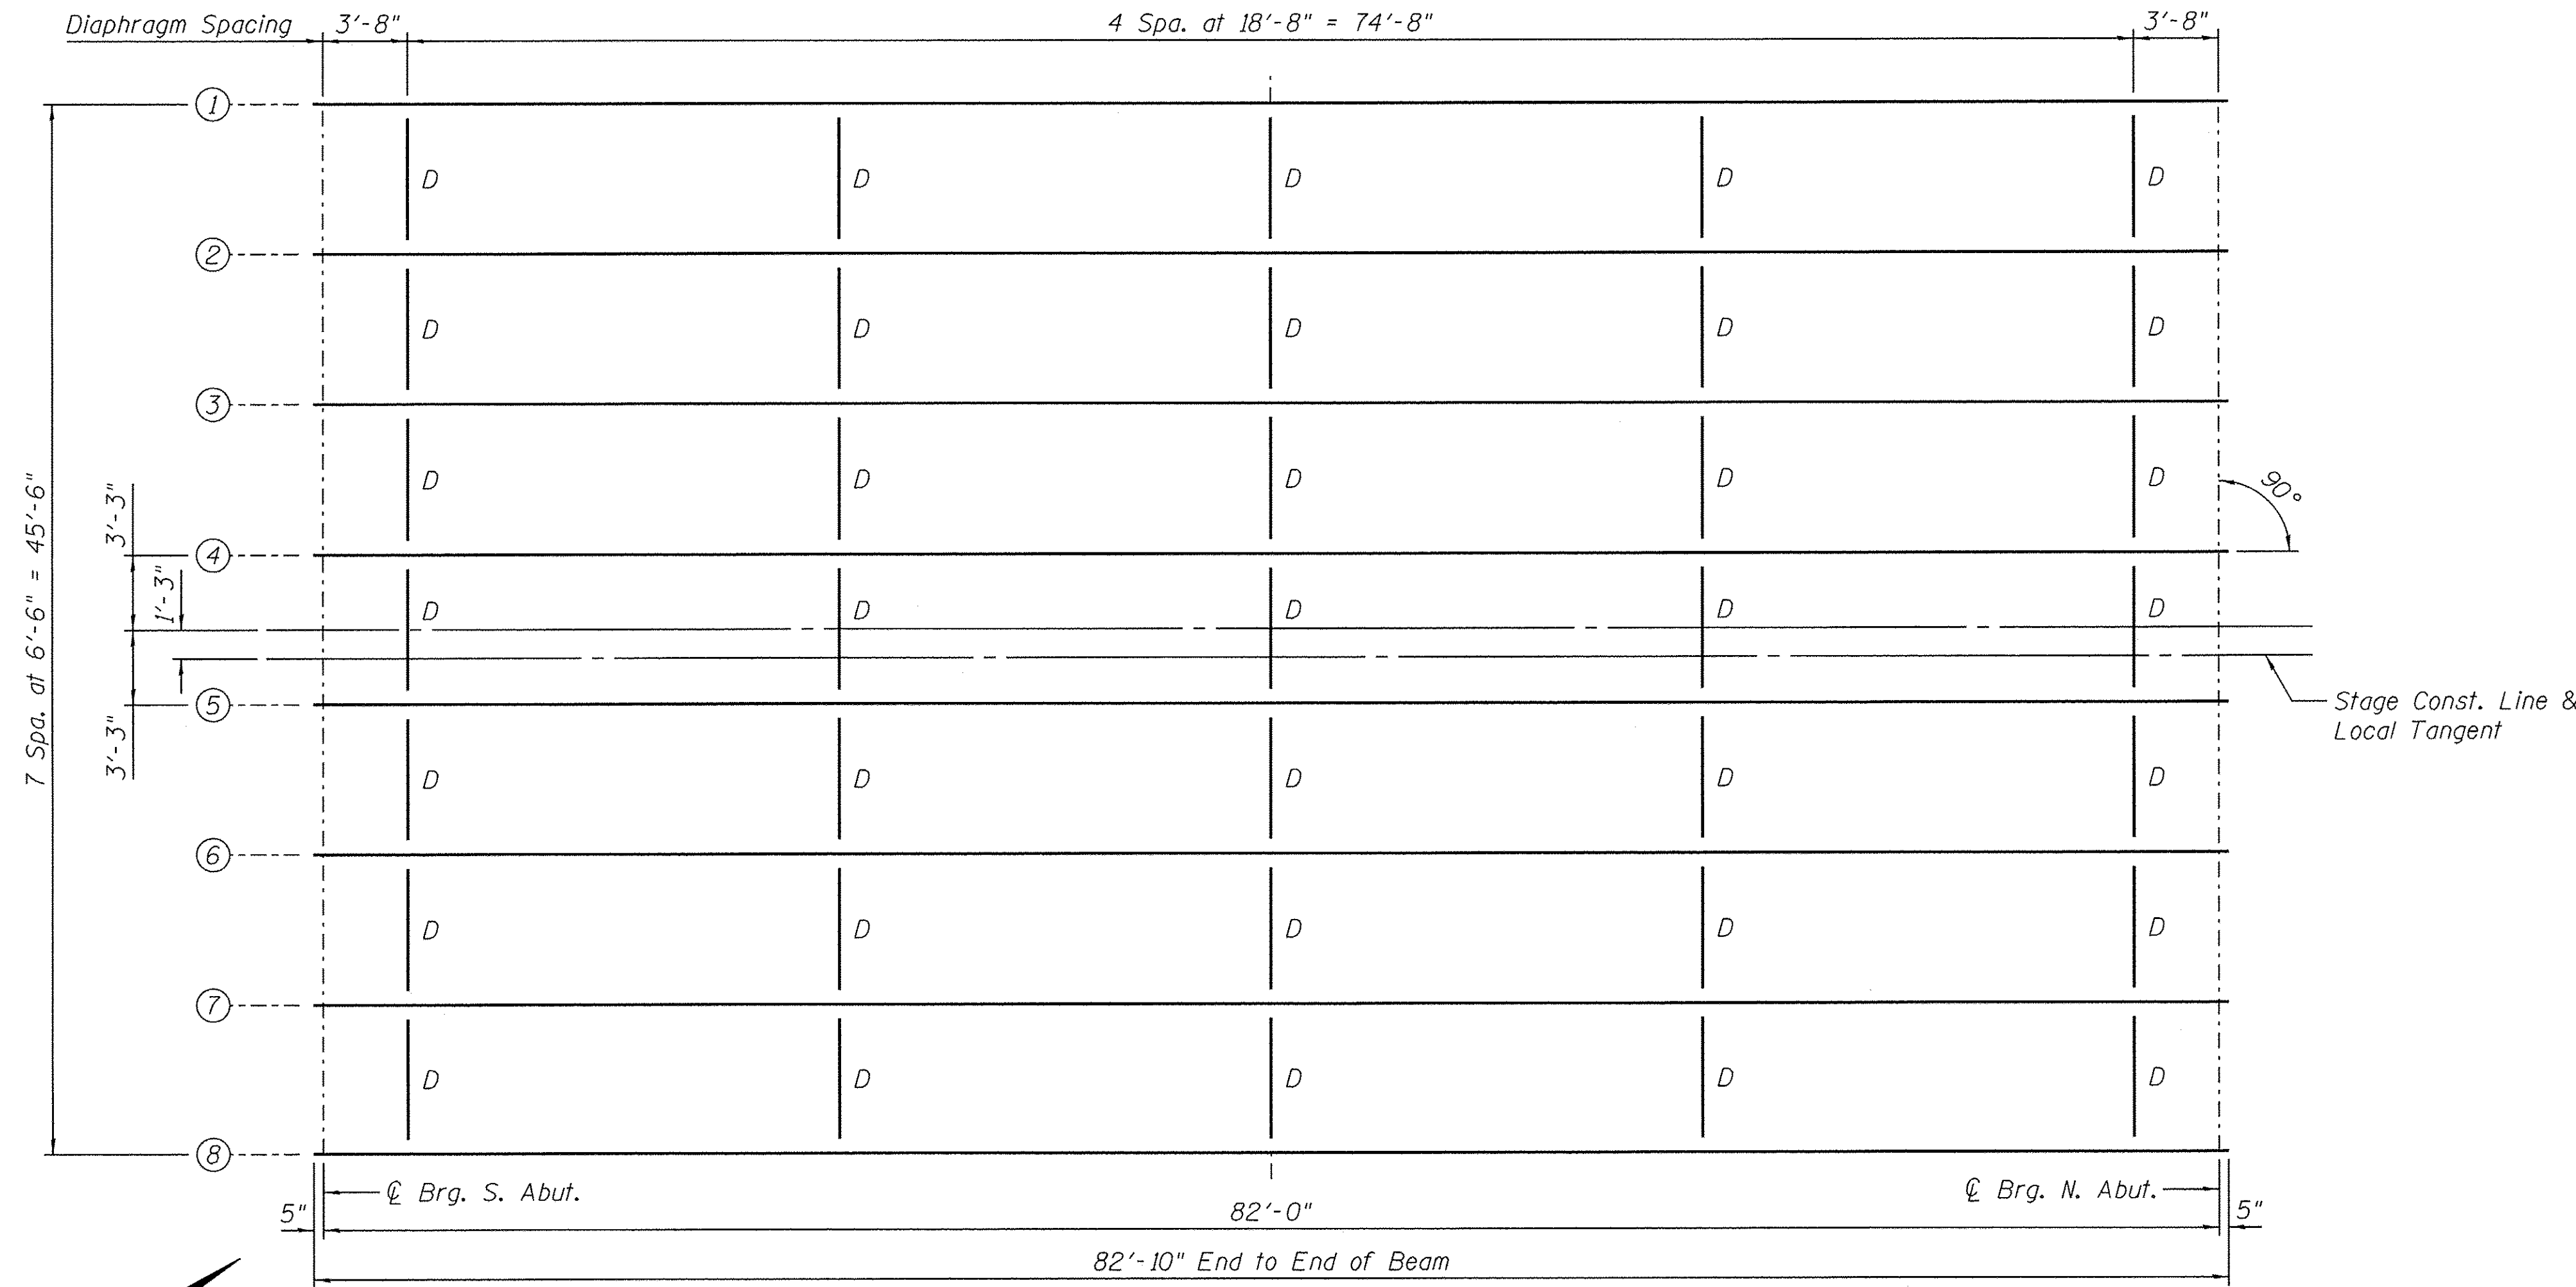 Diaphragm Spacing 3'-8" 4 Spa. at 18'-8" = 74'-8" 3'-8"
1
D D D D D
2
D D D D D
3
7 Spa. at 6'-6" = 45'-6"
3'-3"
D D D D D
90°
4
1'-3"
D D D D D
5
3'-3"
Stage Const. Line &
Local Tangent
D D D D D
6
D D D D D
7
D D D D D
8
℄ Brg. S. Abut. ℄ Brg. N. Abut.
5" 82'-0" 5"
82'-10" End to End of Beam